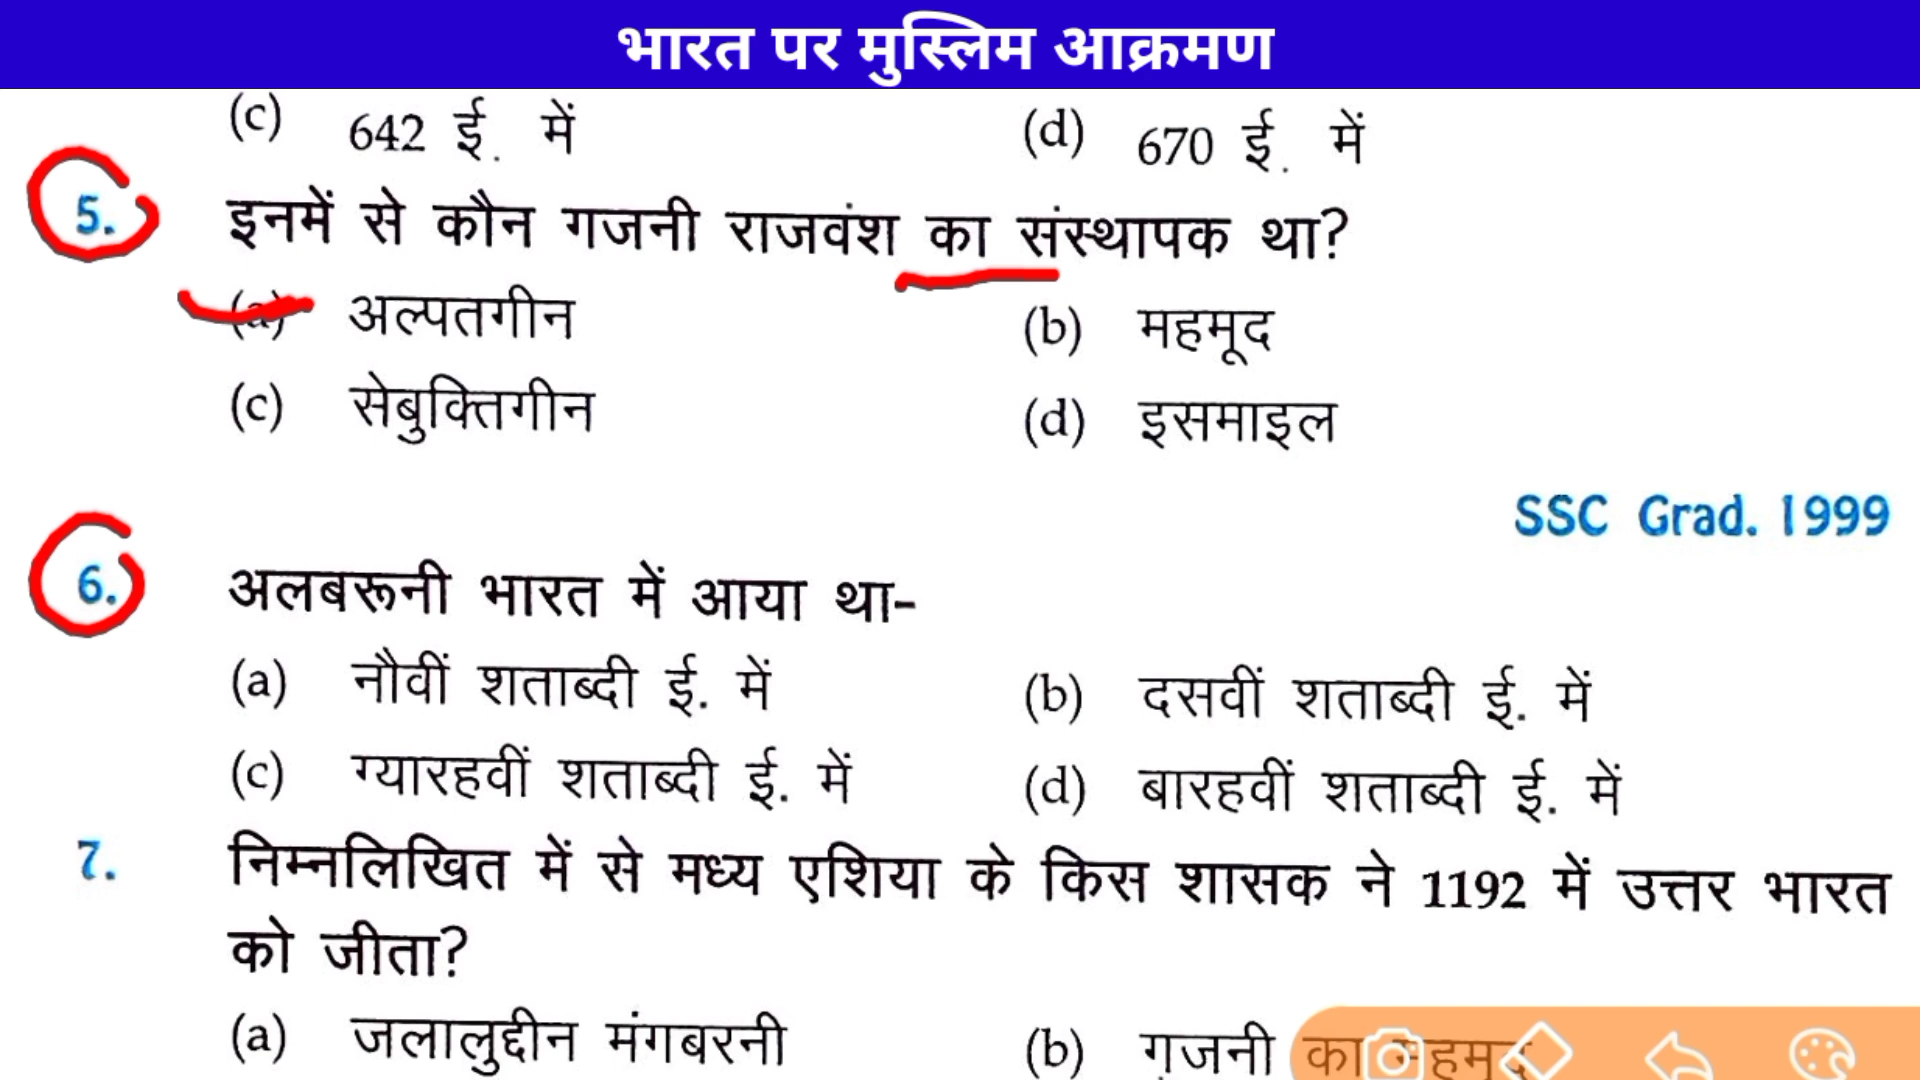 भारत पर मुस्लिम आक्रमण
(c) 642 ई. में (d) 670 ई. में
5. इनमें से कौन गजनी राजवंश का संस्थापक था?
(a) अल्पतगीन (b) महमूद
(c) सेबुक्तिगीन (d) इसमाइल
SSC Grad. 1999
6. अलबरूनी भारत में आया था-
(a) नौवीं शताब्दी ई. में (b) दसवीं शताब्दी ई. में
(c) ग्यारहवीं शताब्दी ई. में (d) बारहवीं शताब्दी ई. में
7. निम्नलिखित में से मध्य एशिया के किस शासक ने 1192 में उत्तर भारत
को जीता?
(a) जलालुद्दीन मंगबरनी (b) गजनी का महमूद